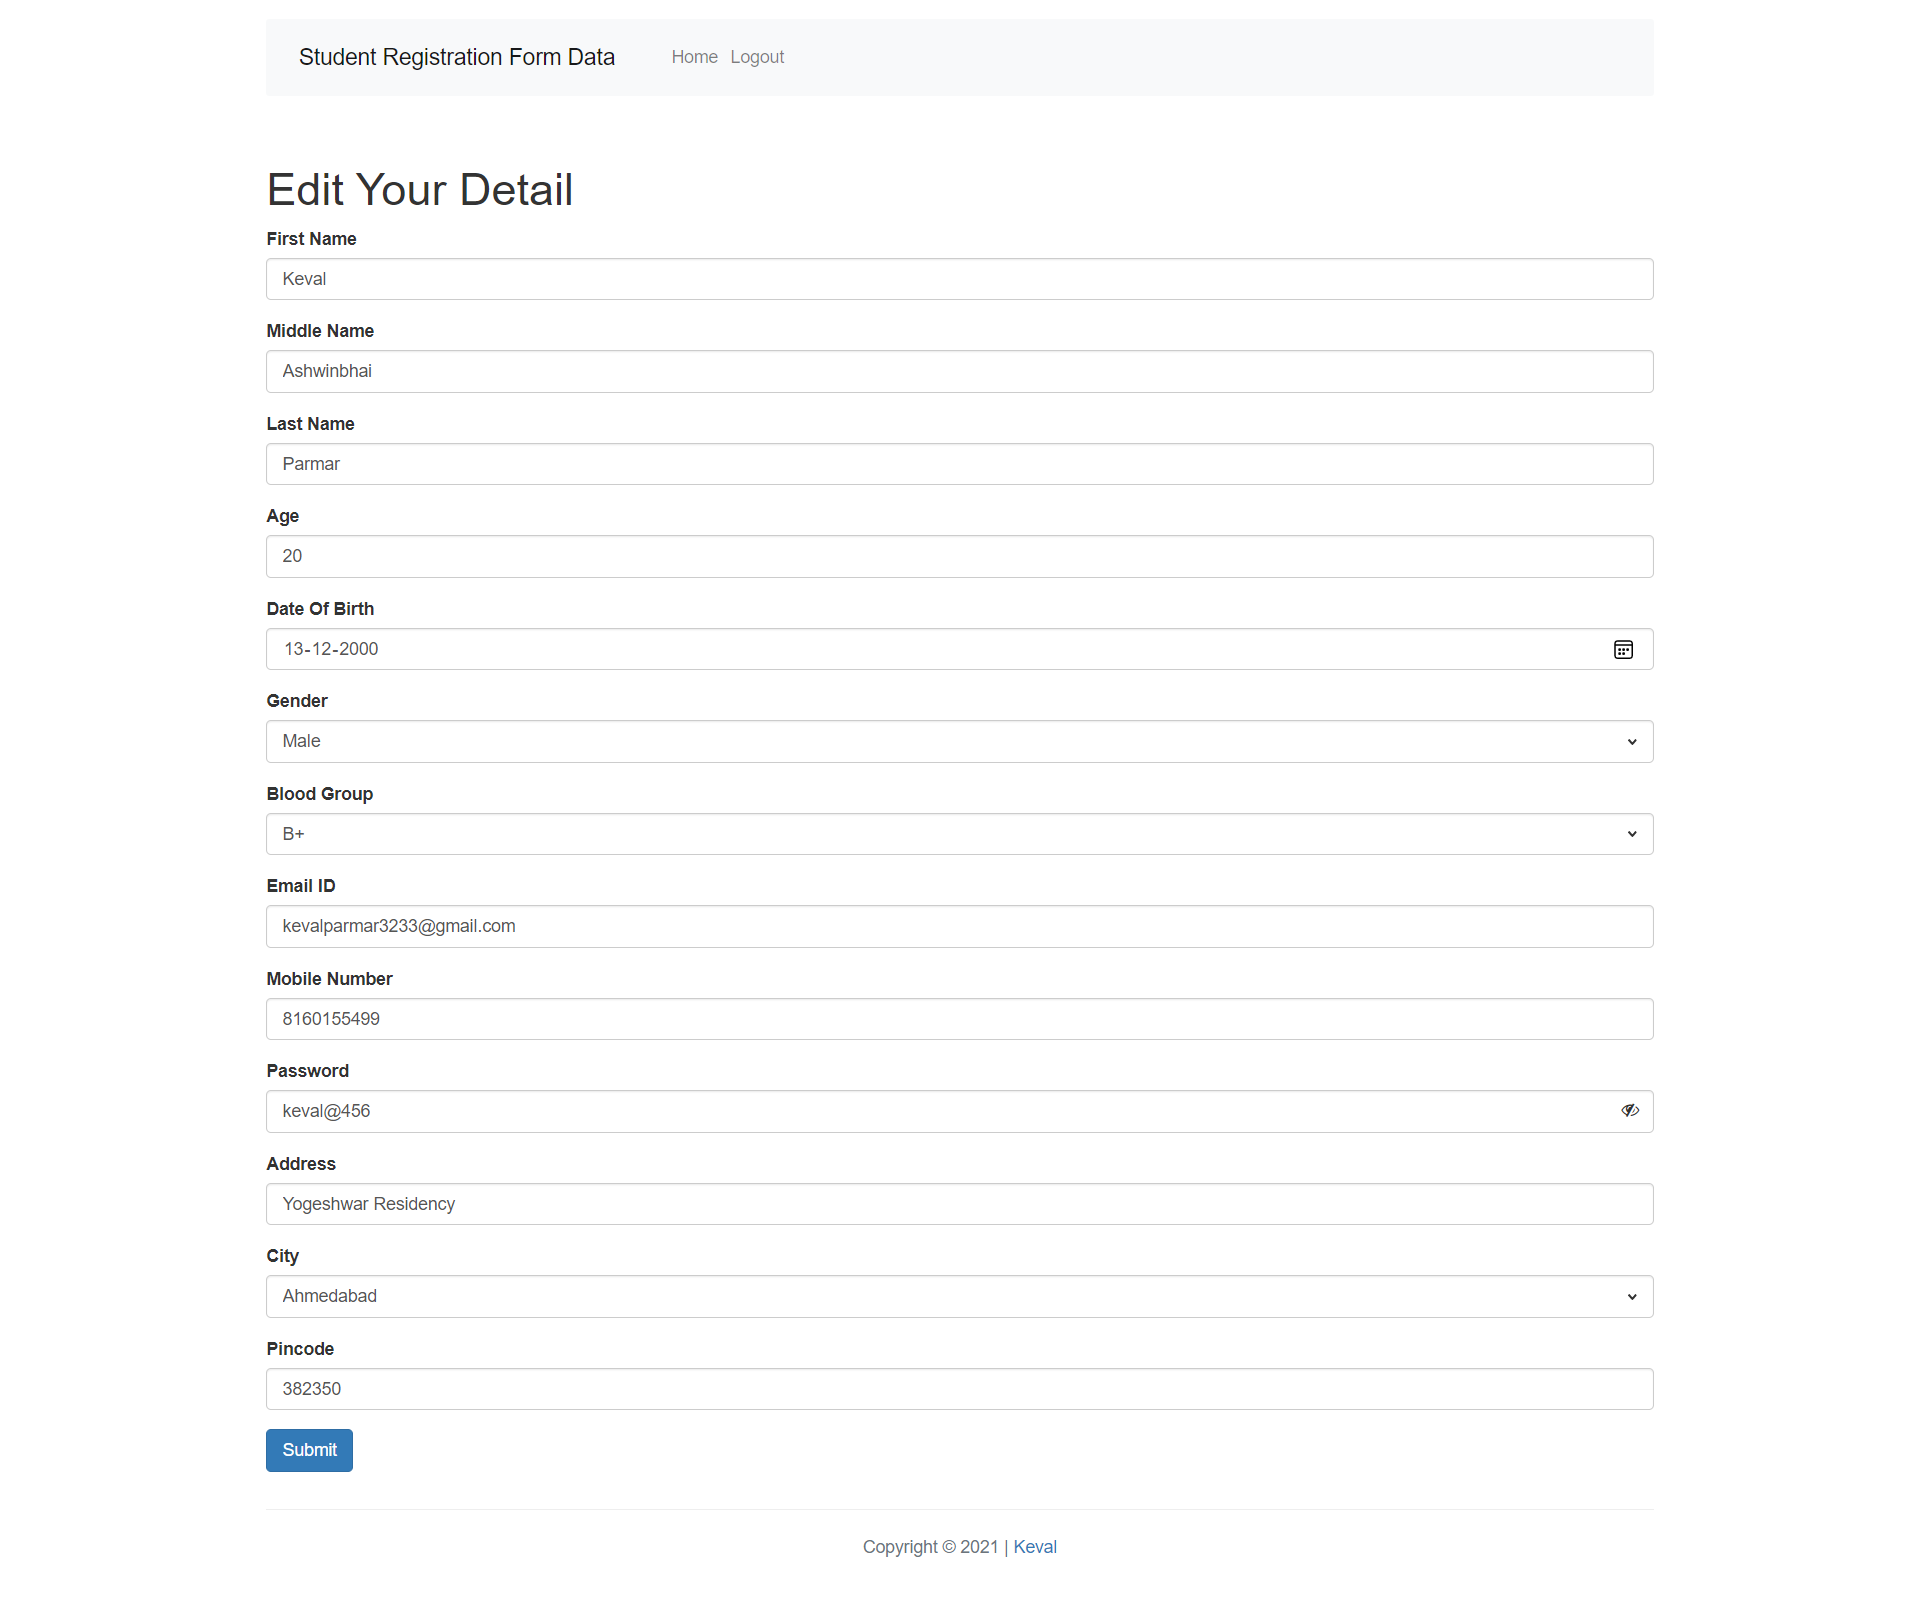 Student Registration Form Data Home Logout
Edit Your Detail
First Name
Keval
Middle Name
Ashwinbhai
Last Name
Parmar
Age
20
Date Of Birth
13-12-2000
Gender
Male
Blood Group
B+
Email ID
kevalparmar3233@gmail.com
Mobile Number
8160155499
Password
keval@456
Address
Yogeshwar Residency
City
Ahmedabad
Pincode
382350
Submit
Copyright © 2021 | Keval